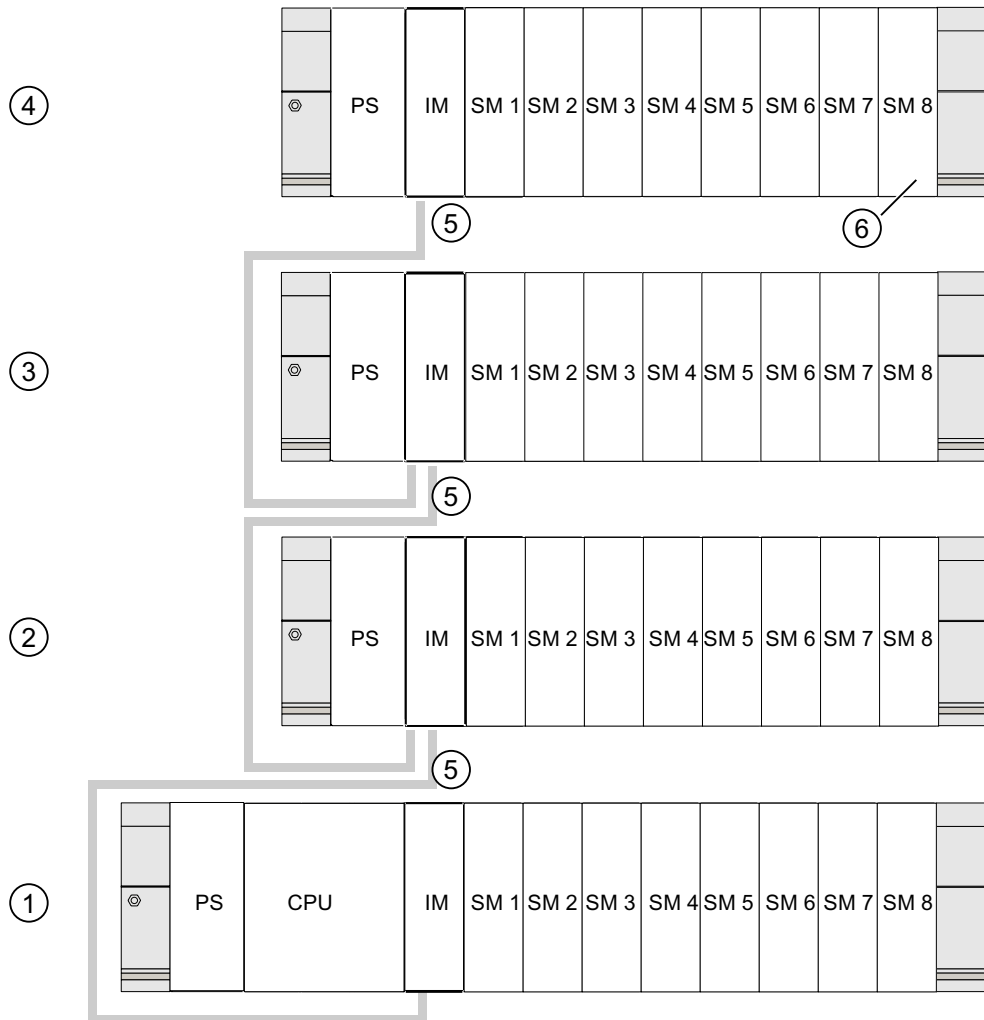 ④ PS IM SM 1 SM 2 SM 3 SM 4 SM 5 SM 6 SM 7 SM 8
⑤ ⑥
③ PS IM SM 1 SM 2 SM 3 SM 4 SM 5 SM 6 SM 7 SM 8
⑤
② PS IM SM 1 SM 2 SM 3 SM 4 SM 5 SM 6 SM 7 SM 8
⑤
① PS CPU IM SM 1 SM 2 SM 3 SM 4 SM 5 SM 6 SM 7 SM 8